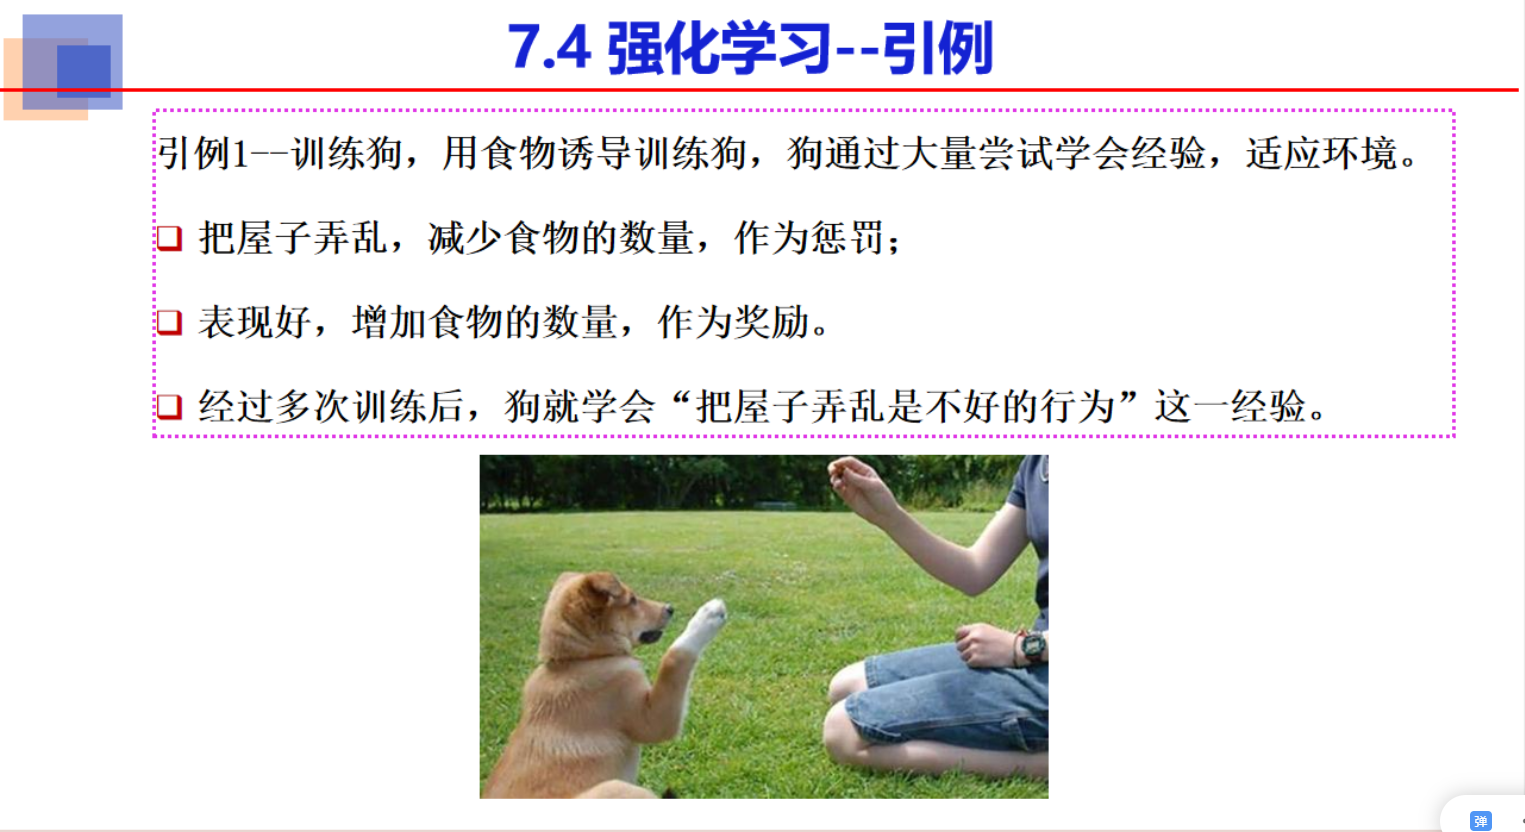 7.4 强化学习--引例
引例1--训练狗，用食物诱导训练狗，狗通过大量尝试学会经验，适应环境。
把屋子弄乱，减少食物的数量，作为惩罚；
表现好，增加食物的数量，作为奖励。
经过多次训练后，狗就学会“把屋子弄乱是不好的行为”这一经验。
弹